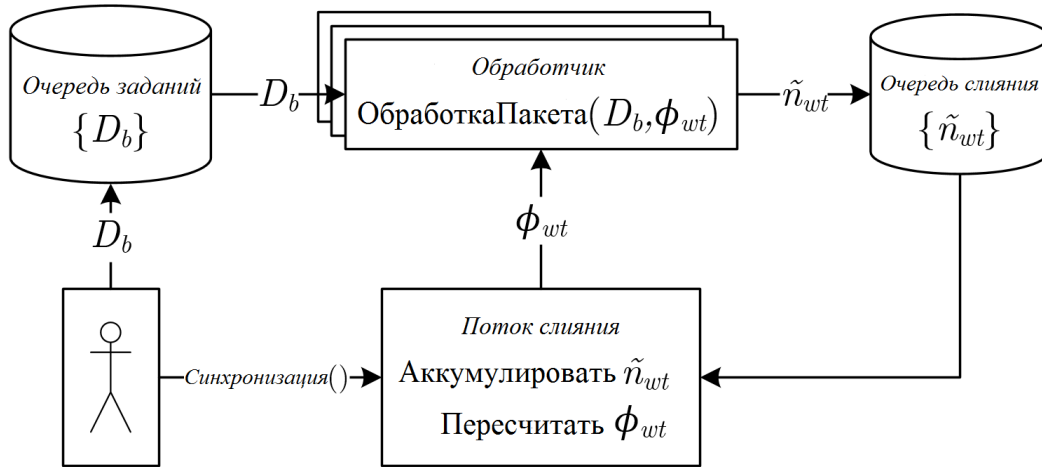 Очередь заданий
{D_b}
D_b
Обработчик
ОбработкаПакета(D_b,ϕ_wt)
ñ_wt
Очередь слияния
{ñ_wt}
D_b
ϕ_wt
Синхронизация()
Поток слияния
Аккумулировать ñ_wt
Пересчитать ϕ_wt